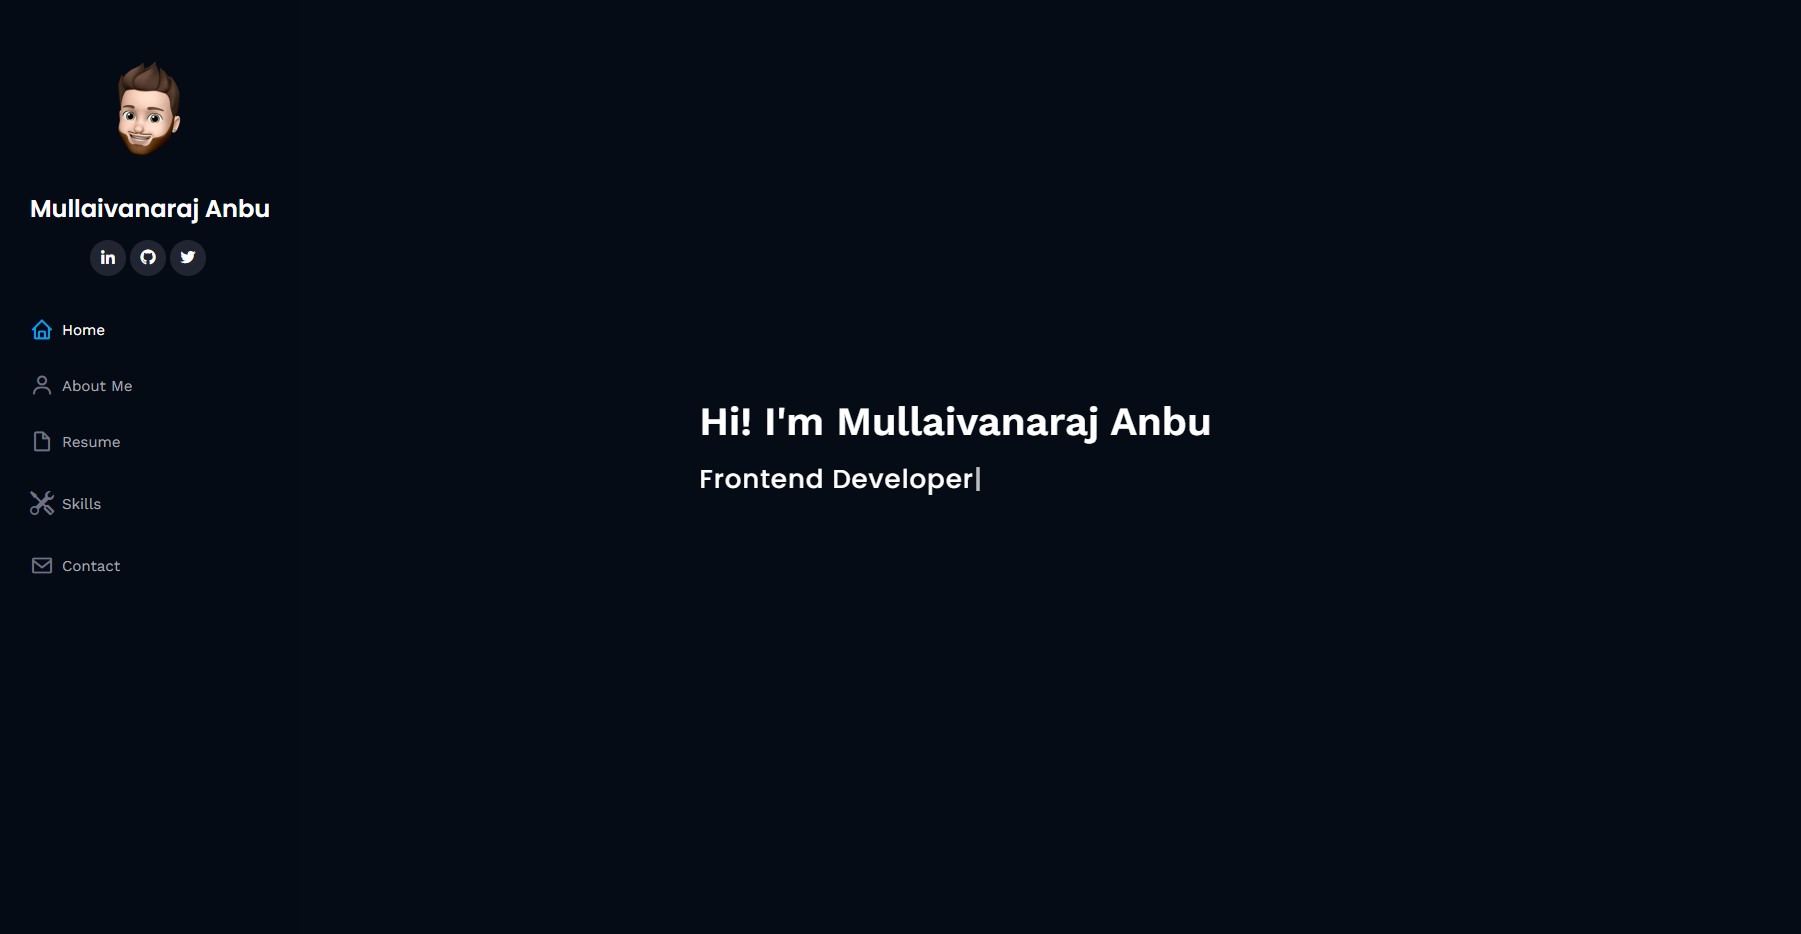 Mullaivanaraj Anbu
in
Home
About Me
Resume
Skills
Contact
Hi! I'm Mullaivanaraj Anbu
Frontend Developer|